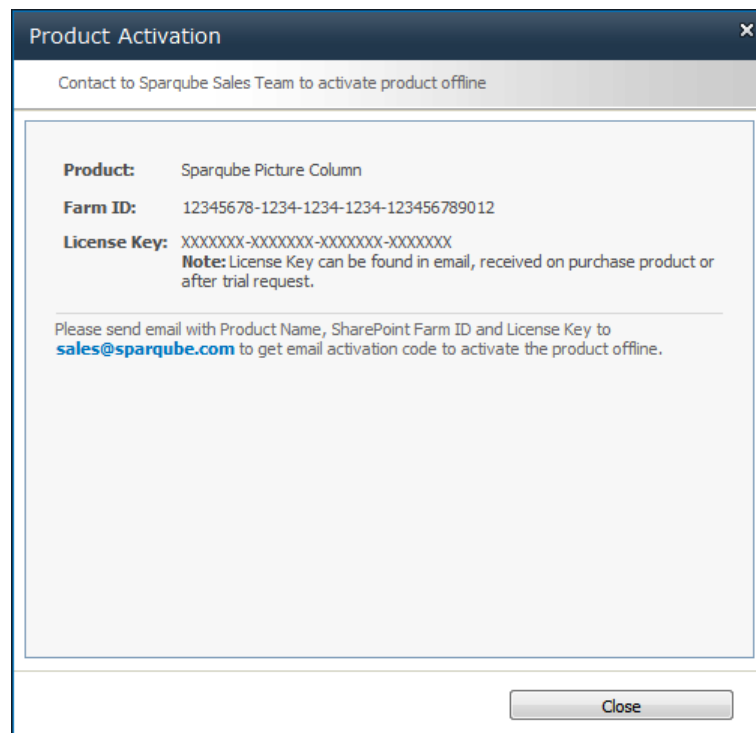 Product Activation
Contact to Sparqube Sales Team to activate product offline
Product: Sparqube Picture Column
Farm ID: 12345678-1234-1234-1234-123456789012
License Key: XXXXXXX-XXXXXXX-XXXXXXX-XXXXXXX
Note: License Key can be found in email, received on purchase product or
after trial request.
Please send email with Product Name, SharePoint Farm ID and License Key to
sales@sparqube.com to get email activation code to activate the product offline.
Close